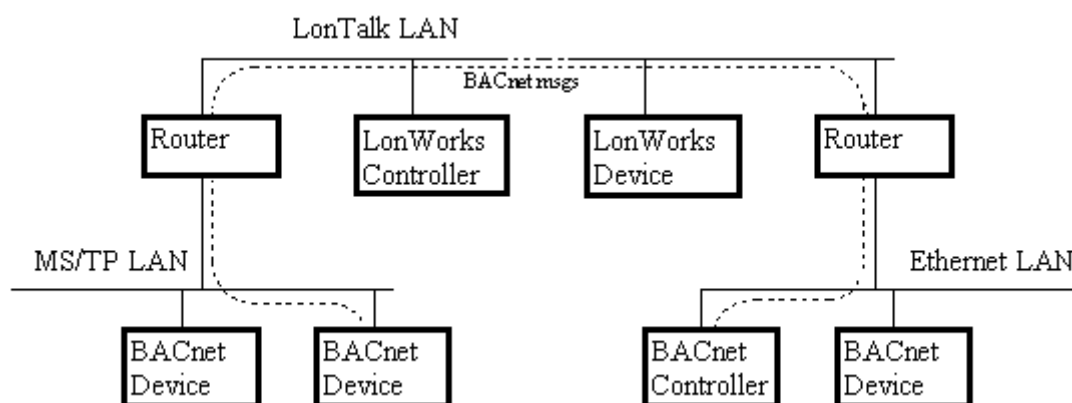 LonTalk LAN
BACnet msgs
Router
LonWorks
Controller
LonWorks
Device
Router
MS/TP LAN
Ethernet LAN
BACnet
Device
BACnet
Device
BACnet
Controller
BACnet
Device